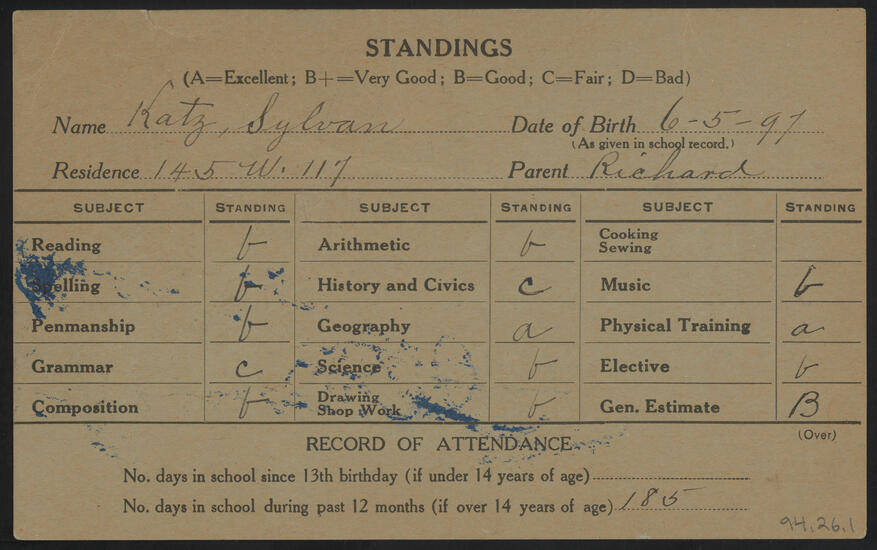 STANDINGS
(A=Excellent; B+=Very Good; B=Good; C=Fair; D=Bad)
Name Katz, Sylvan Date of Birth 6-5-97
(As given in school record.)
Residence 145 W. 117 Parent Richard
SUBJECT STANDING SUBJECT STANDING SUBJECT STANDING
Reading b Arithmetic b Cooking Sewing
Spelling b History and Civics c Music b
Penmanship b Geography a Physical Training a
Grammar c Science b Elective b
Composition b Drawing Shop Work b Gen. Estimate B
(Over)
RECORD OF ATTENDANCE
No. days in school since 13th birthday (if under 14 years of age)
No. days in school during past 12 months (if over 14 years of age) 185
94.26.1